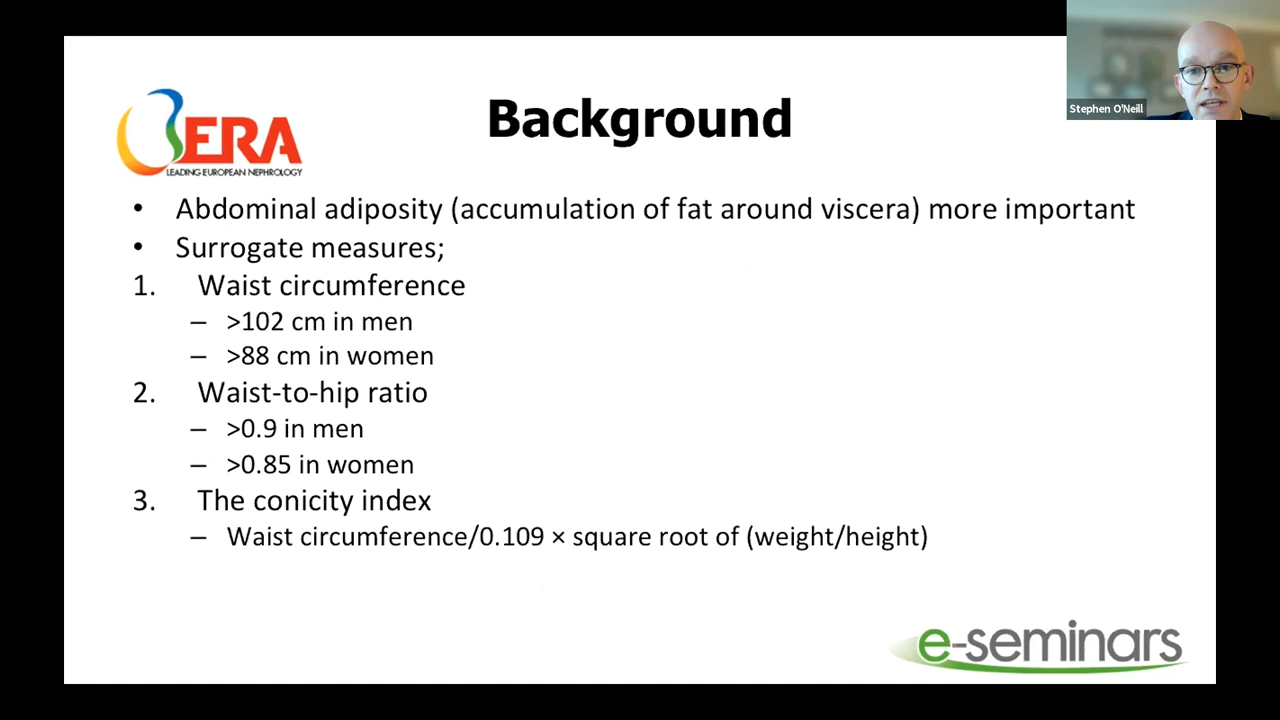 Stephen O'Neill
ERA
LEADING EUROPEAN NEPHROLOGY
Background
• Abdominal adiposity (accumulation of fat around viscera) more important
• Surrogate measures;
1. Waist circumference
– >102 cm in men
– >88 cm in women
2. Waist-to-hip ratio
– >0.9 in men
– >0.85 in women
3. The conicity index
– Waist circumference/0.109 × square root of (weight/height)
e-seminars